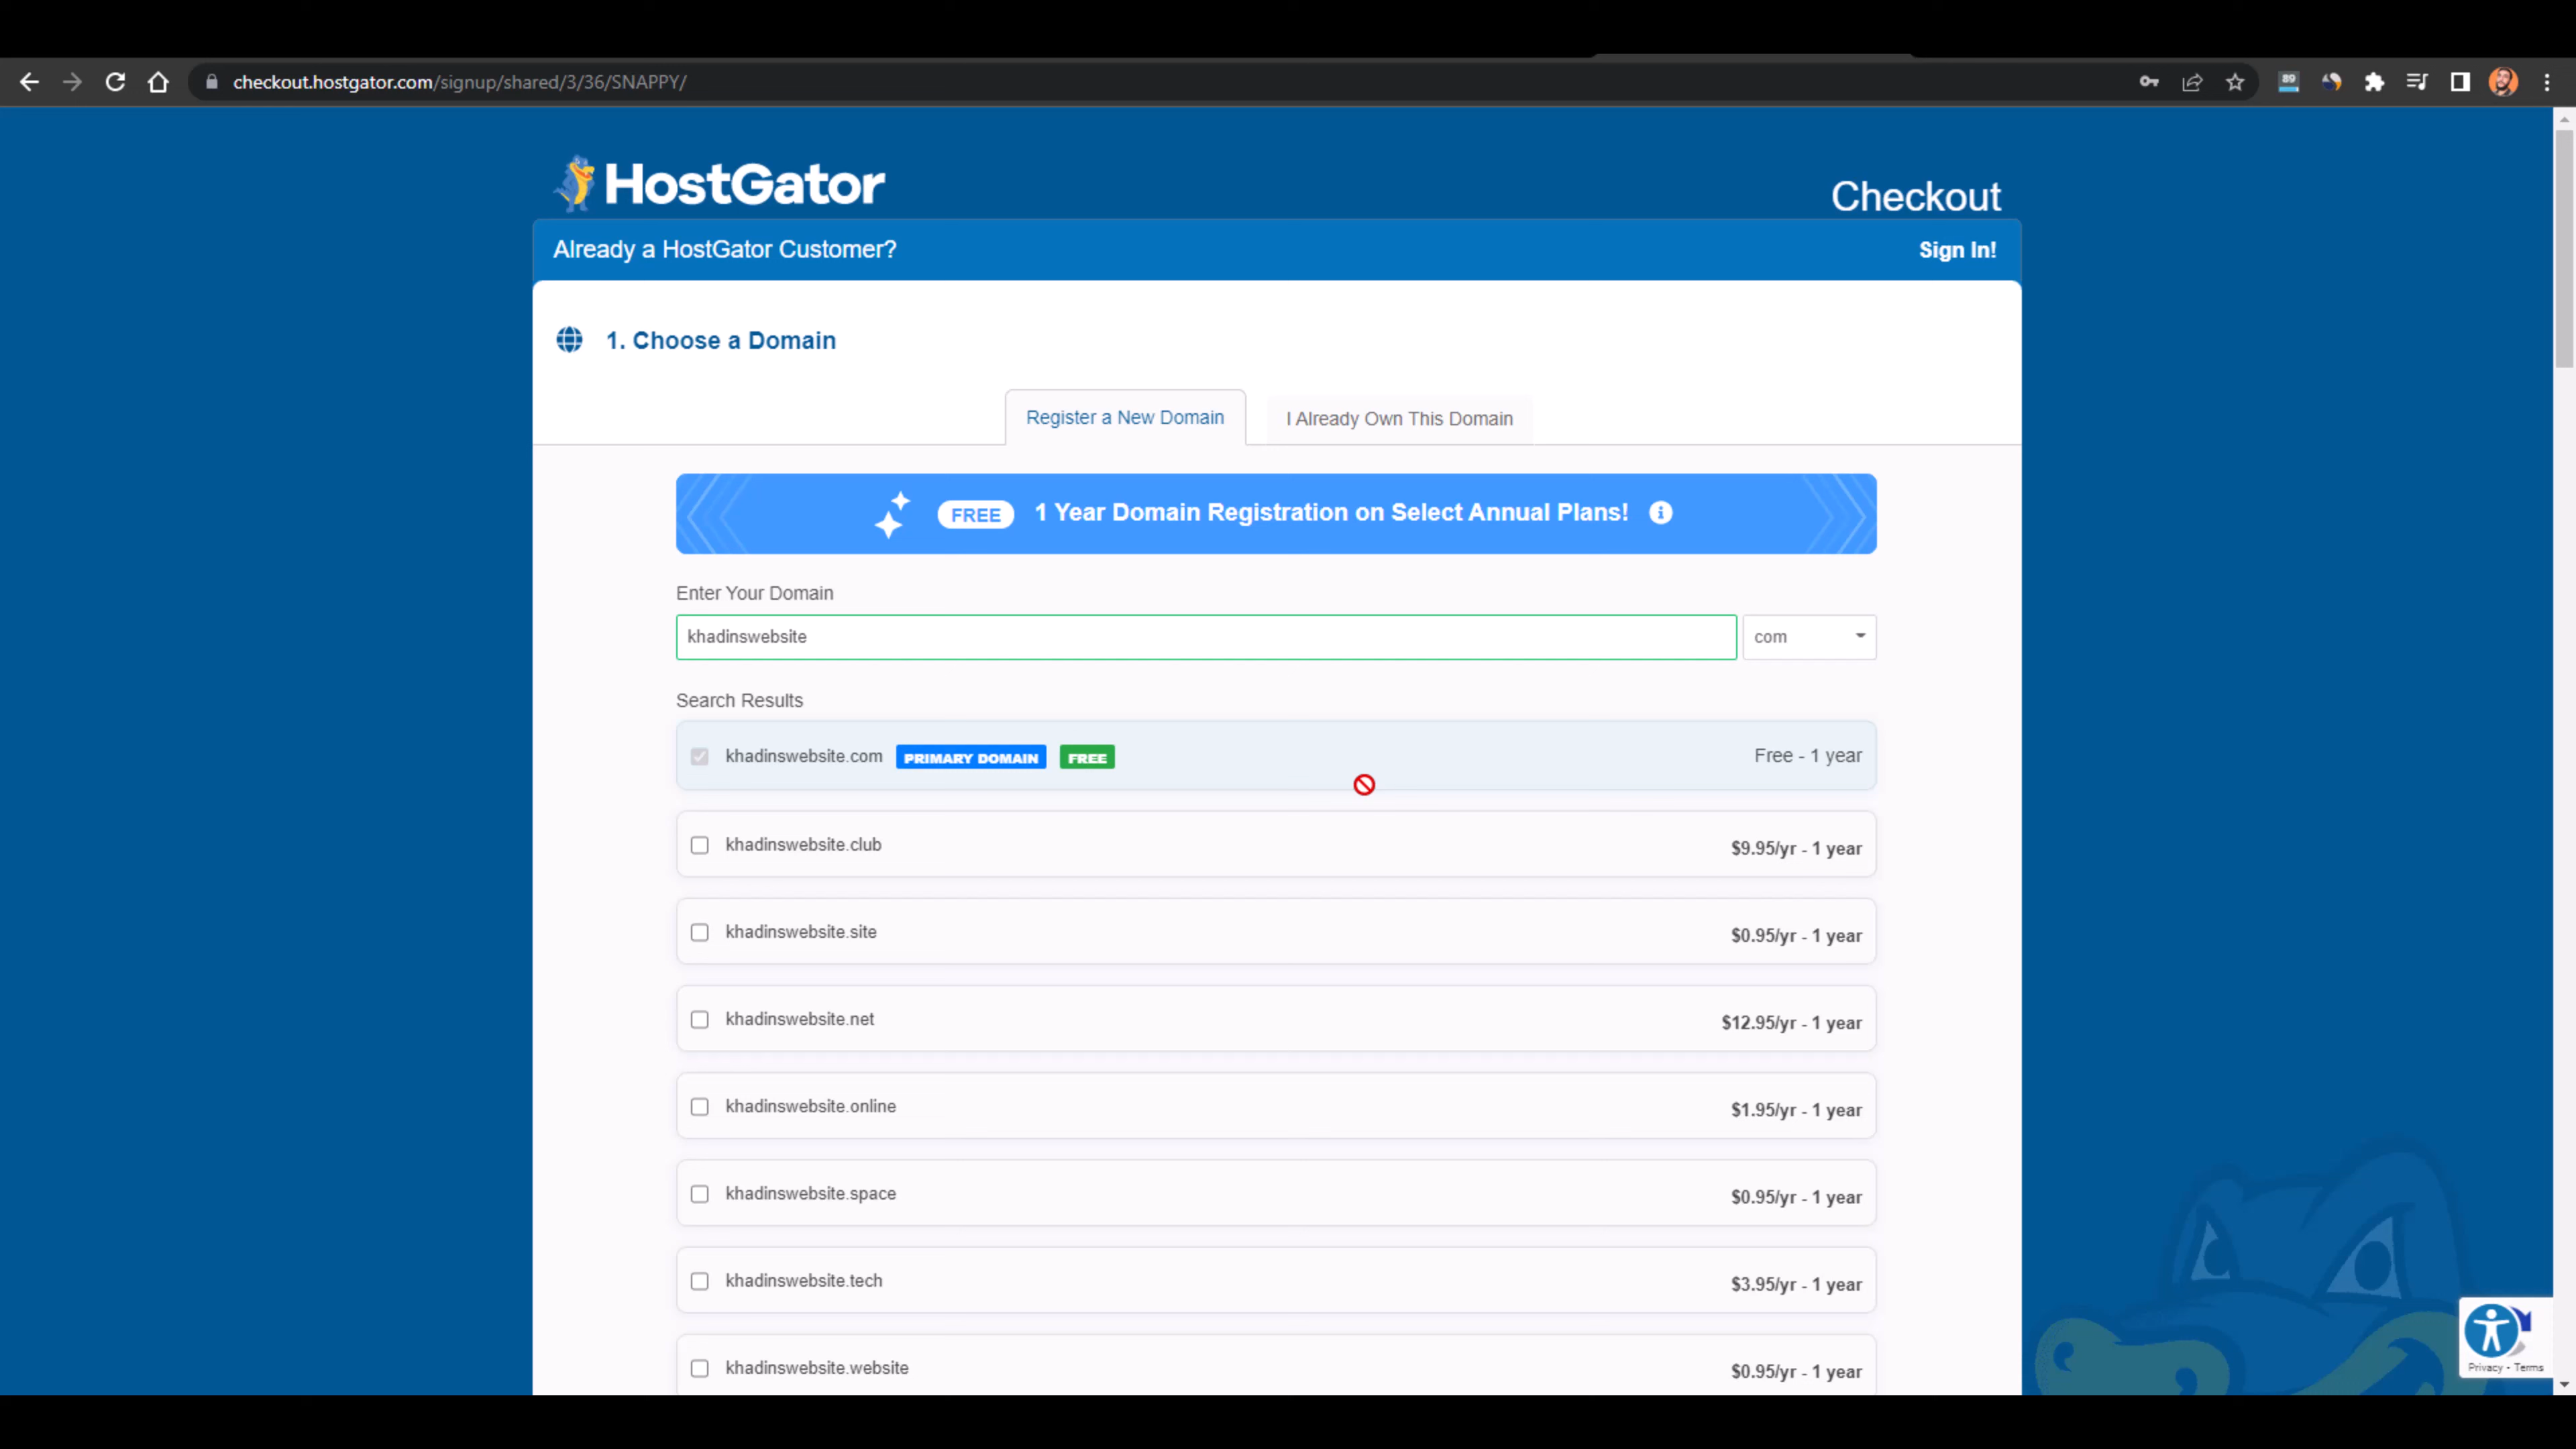 checkout.hostgator.com/signup/shared/3/36/SNAPPY/
89
HostGator
Checkout
Already a HostGator Customer?
Sign In!
1. Choose a Domain
Register a New Domain
I Already Own This Domain
FREE 1 Year Domain Registration on Select Annual Plans!
Enter Your Domain
khadinswebsite
com
Search Results
khadinswebsite.com PRIMARY DOMAIN FREE Free - 1 year
khadinswebsite.club $9.95/yr - 1 year
khadinswebsite.site $0.95/yr - 1 year
khadinswebsite.net $12.95/yr - 1 year
khadinswebsite.online $1.95/yr - 1 year
khadinswebsite.space $0.95/yr - 1 year
khadinswebsite.tech $3.95/yr - 1 year
khadinswebsite.website $0.95/yr - 1 year
Privacy - Terms